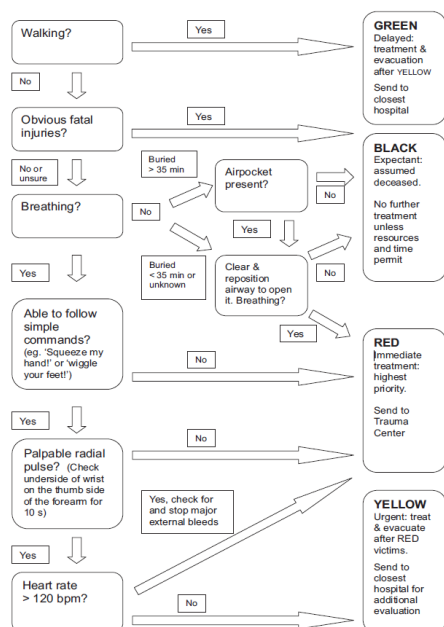 Walking?
Yes
GREEN
Delayed:
treatment &
evacuation
after YELLOW
Send to
closest
hospital
No
Obvious fatal
injuries?
Yes
BLACK
Expectant:
assumed
deceased.
No further
treatment
unless
resources
and time
permit
No or
unsure
Buried
> 35 min
Airpocket
present?
No
Breathing?
No
Yes
Yes
Buried
< 35 min or
unknown
Clear &
reposition
airway to open
it. Breathing?
No
Yes
Able to follow
simple
commands?
(eg. ‘Squeeze my
hand!’ or ‘wiggle
your feet!’)
No
RED
Immediate
treatment:
highest
priority.
Send to
Trauma
Center
Yes
Palpable radial
pulse? (Check
underside of wrist
on the thumb side
of the forearm for
10 s)
No
Yes, check for
and stop major
external bleeds
YELLOW
Urgent: treat
& evacuate
after RED
victims.
Send to
closest
hospital for
additional
evaluation
Yes
Heart rate
> 120 bpm?
No